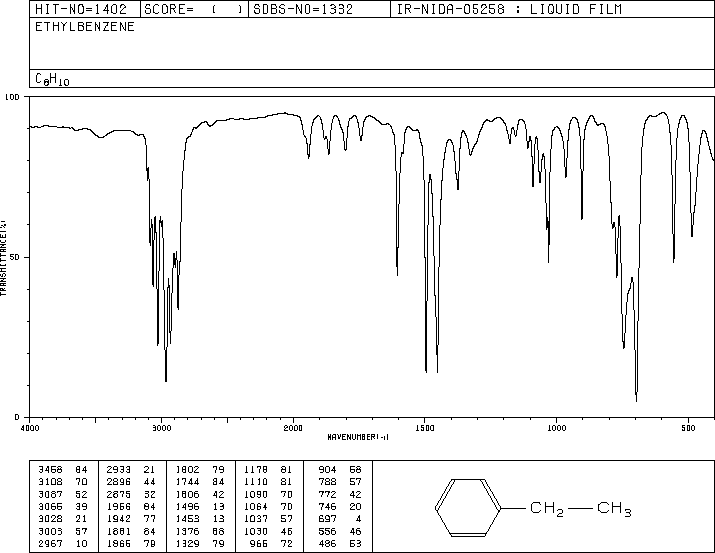 HIT-NO=1402 SCORE= ( ) SDBS-NO=1332 IR-NIDA-05258 : LIQUID FILM
ETHYLBENZENE
C8H10
100
50
0
TRANSMITTANCE(%)
4000 3000 2000 1500 1000 500
WAVENUMBER(-1)
3458 84 2933 21 1802 79 1178 81 904 58
3108 70 2896 44 1744 84 1110 81 788 57
3087 52 2875 32 1606 42 1090 70 772 42
3066 39 1956 84 1496 13 1064 70 746 20
3028 21 1942 77 1453 13 1037 57 697 4
3003 57 1881 84 1376 68 1030 46 556 46
2967 10 1866 79 1329 79 966 72 486 53
CH2 CH3